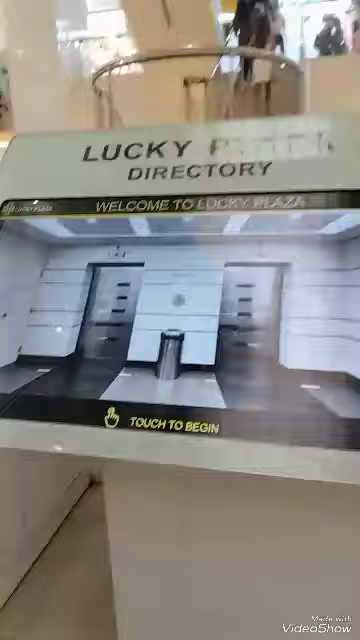 LUCKY
DIRECTORY
WELCOME TO LUCKY PLAZA
TOUCH TO BEGIN
Made with
VideoShow